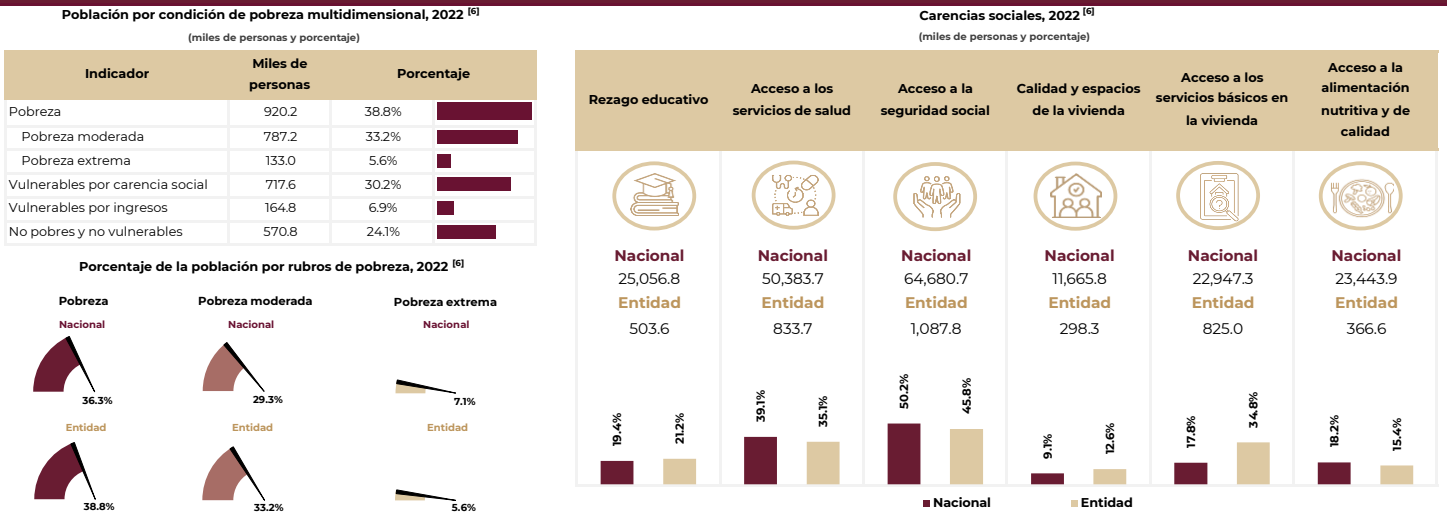 Población por condición de pobreza multidimensional, 2022 [6]
(miles de personas y porcentaje)
Indicador Miles de personas Porcentaje
Pobreza 920.2 38.8%
Pobreza moderada 787.2 33.2%
Pobreza extrema 133.0 5.6%
Vulnerables por carencia social 717.6 30.2%
Vulnerables por ingresos 164.8 6.9%
No pobres y no vulnerables 570.8 24.1%
Porcentaje de la población por rubros de pobreza, 2022 [6]
Pobreza Pobreza moderada Pobreza extrema
Nacional Nacional Nacional
36.3% 29.3% 7.1%
Entidad Entidad Entidad
38.8% 33.2% 5.6%
Carencias sociales, 2022 [6]
(miles de personas y porcentaje)
Rezago educativo
Acceso a los
servicios de salud
Acceso a la
seguridad social
Calidad y espacios
de la vivienda
Acceso a los
servicios básicos en
la vivienda
Acceso a la
alimentación
nutritiva y de
calidad
Nacional Nacional Nacional Nacional Nacional Nacional
25,056.8 50,383.7 64,680.7 11,665.8 22,947.3 23,443.9
Entidad Entidad Entidad Entidad Entidad Entidad
503.6 833.7 1,087.8 298.3 825.0 366.6
19.4% 21.2% 39.1% 35.1% 50.2% 45.8% 9.1% 12.6% 17.8% 34.8% 18.2% 15.4%
Nacional Entidad